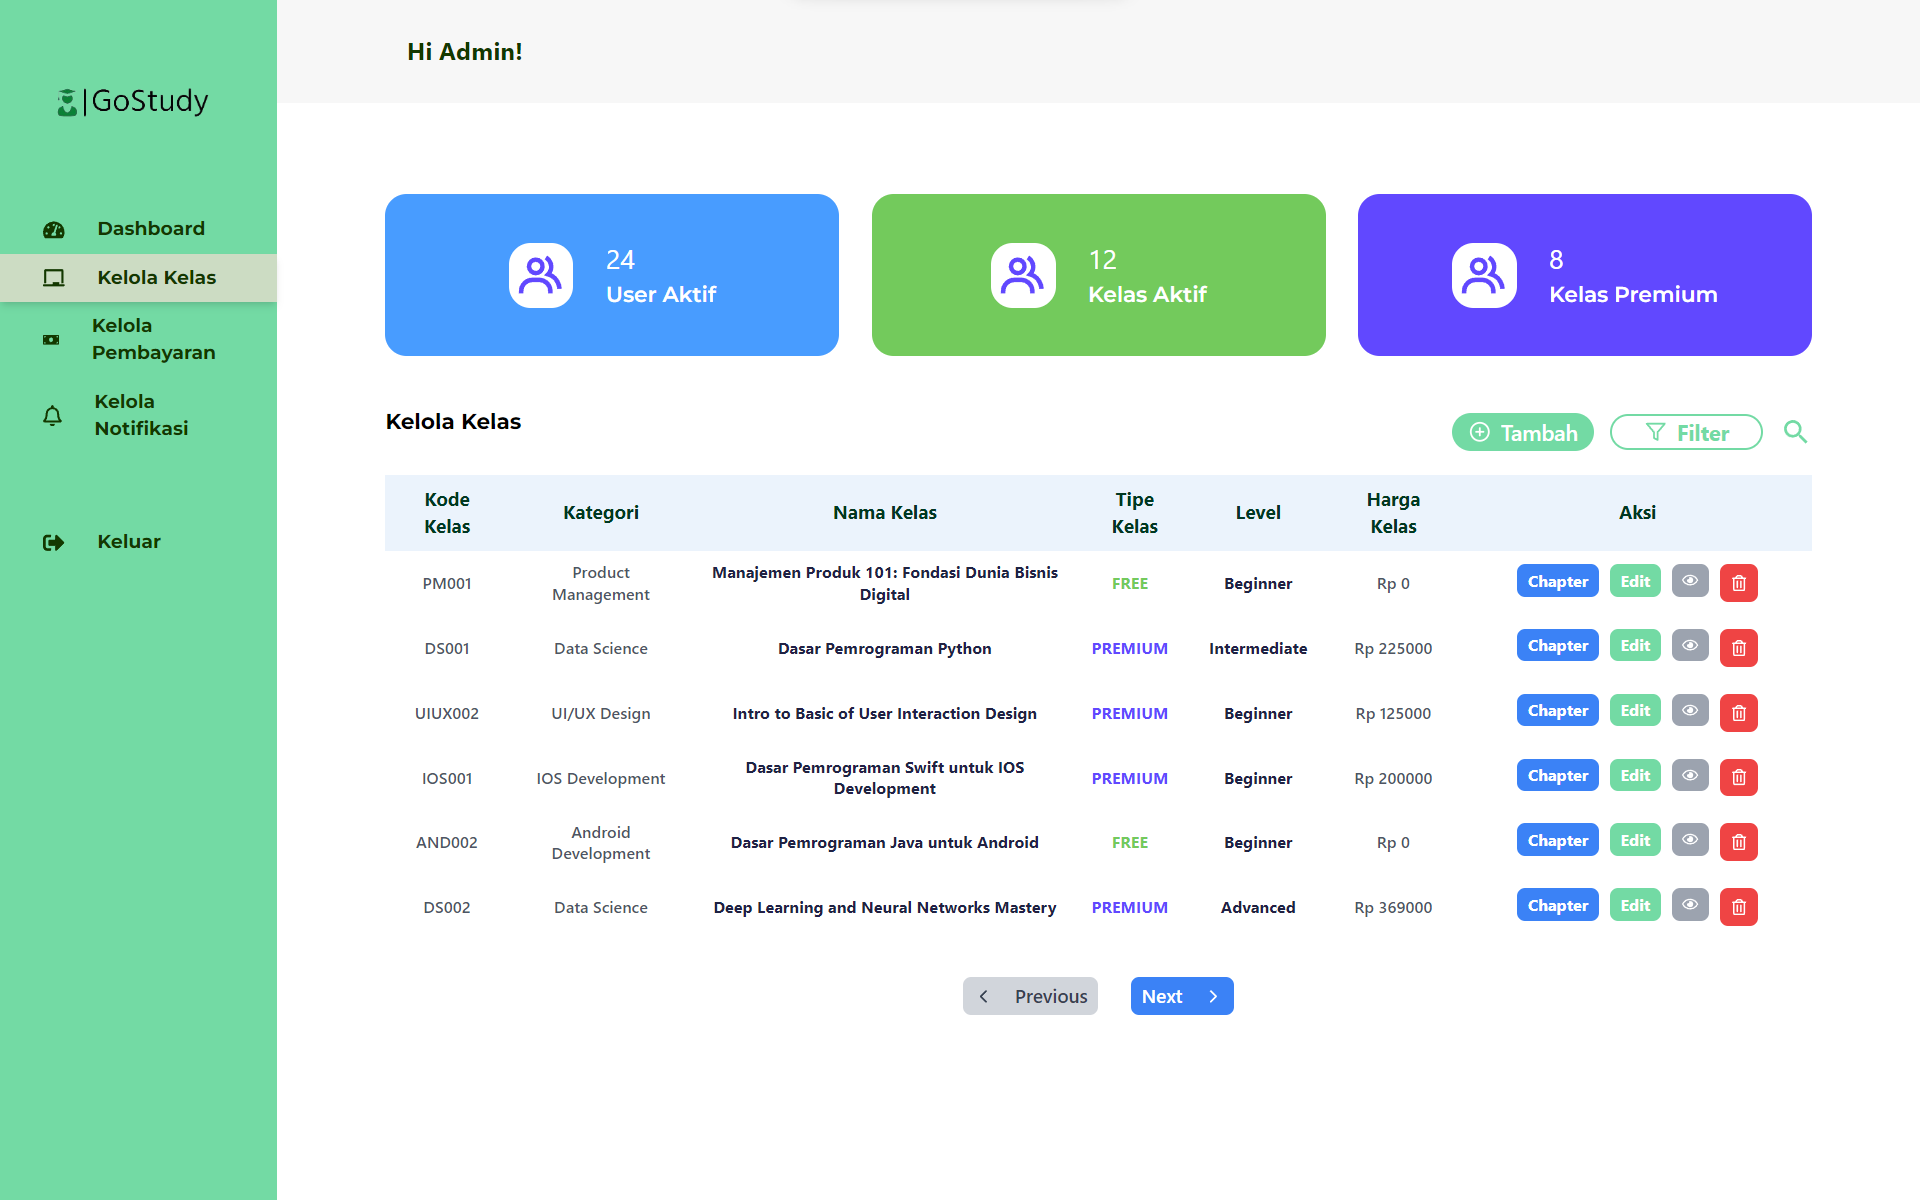 Hi Admin!
GoStudy
Dashboard
Kelola Kelas
Kelola
Pembayaran
Kelola
Notifikasi
Keluar
24
User Aktif
12
Kelas Aktif
8
Kelas Premium
Kelola Kelas
Tambah
Filter
Kode Kelas Kategori Nama Kelas Tipe Kelas Level Harga Kelas Aksi
PM001 Product Management Manajemen Produk 101: Fondasi Dunia Bisnis Digital FREE Beginner Rp 0 Chapter Edit
DS001 Data Science Dasar Pemrograman Python PREMIUM Intermediate Rp 225000 Chapter Edit
UIUX002 UI/UX Design Intro to Basic of User Interaction Design PREMIUM Beginner Rp 125000 Chapter Edit
IOS001 IOS Development Dasar Pemrograman Swift untuk IOS Development PREMIUM Beginner Rp 200000 Chapter Edit
AND002 Android Development Dasar Pemrograman Java untuk Android FREE Beginner Rp 0 Chapter Edit
DS002 Data Science Deep Learning and Neural Networks Mastery PREMIUM Advanced Rp 369000 Chapter Edit
Previous
Next